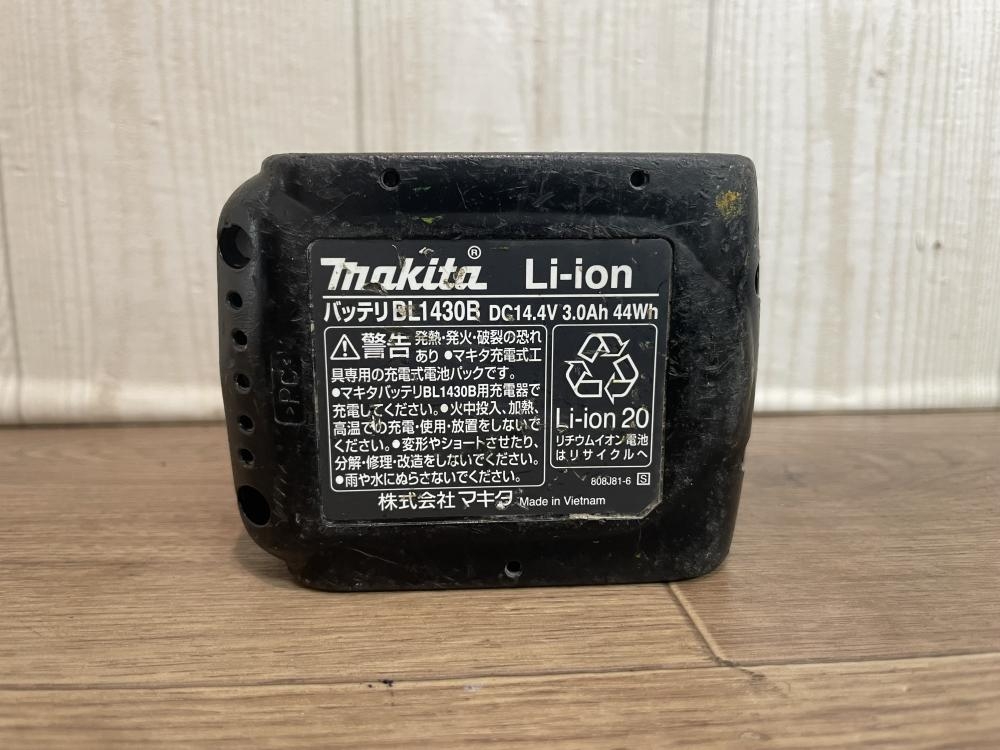 makita® Li-ion
バッテリ BL1430B DC14.4V 3.0Ah 44Wh
警告 発熱・発火・破裂の恐れ
あり ●マキタ充電式工
具専用の充電式電池パックです。
●マキタバッテリBL1430B用充電器で
充電してください。●火中投入、加熱、
高温での充電・使用・放置をしないで
ください。●変形やショートさせたり、
分解・修理・改造をしないでください。
●雨や水にぬらさないでください。
Li-ion 20
リチウムイオン電池
はリサイクルへ
808J81-6 S
株式会社 マキタ Made in Vietnam
>PC<